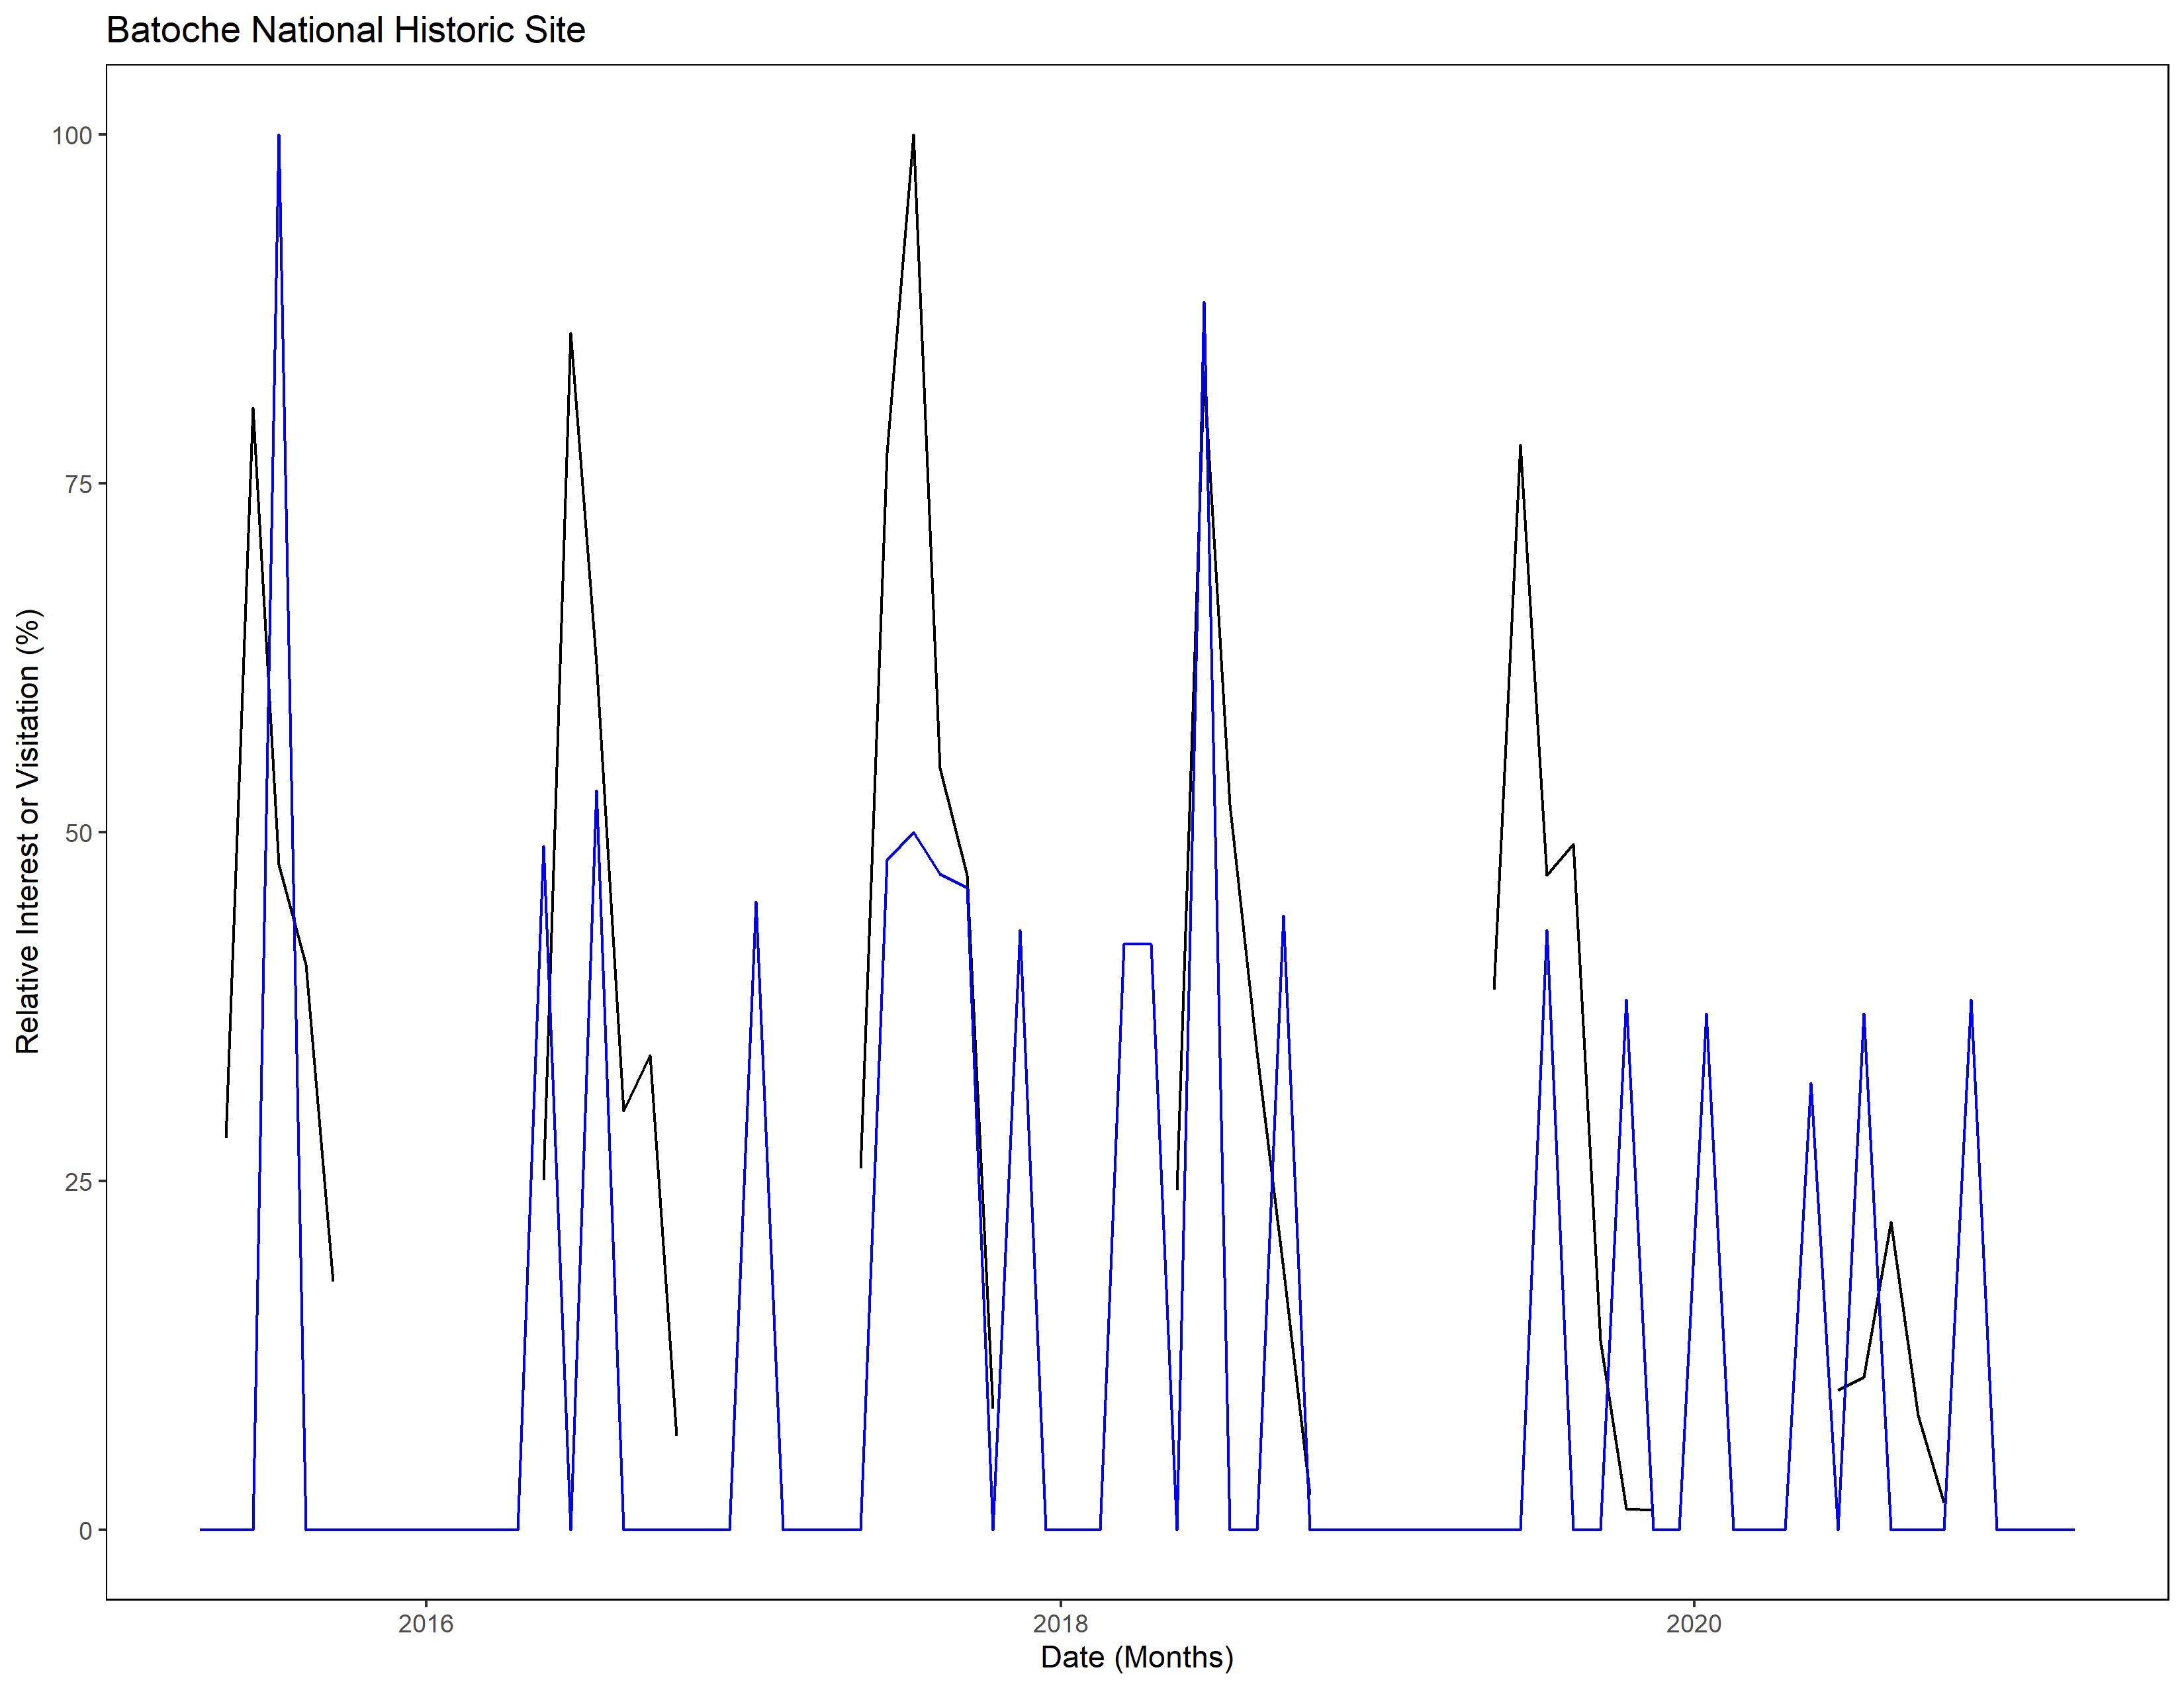 Batoche National Historic Site
Relative Interest or Visitation (%)
100
75
50
25
0
2016
2018
2020
Date (Months)